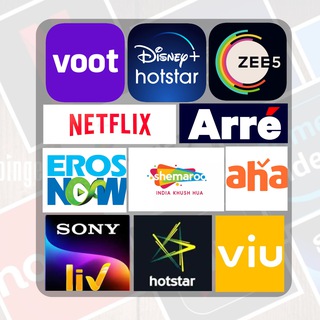 voot
Disney+
hotstar
ZEE5
NETFLIX
Arré
EROS
NOW
shemaroo
INDIA KHUSH HUA
aha
SONY
liv
hotstar
viu